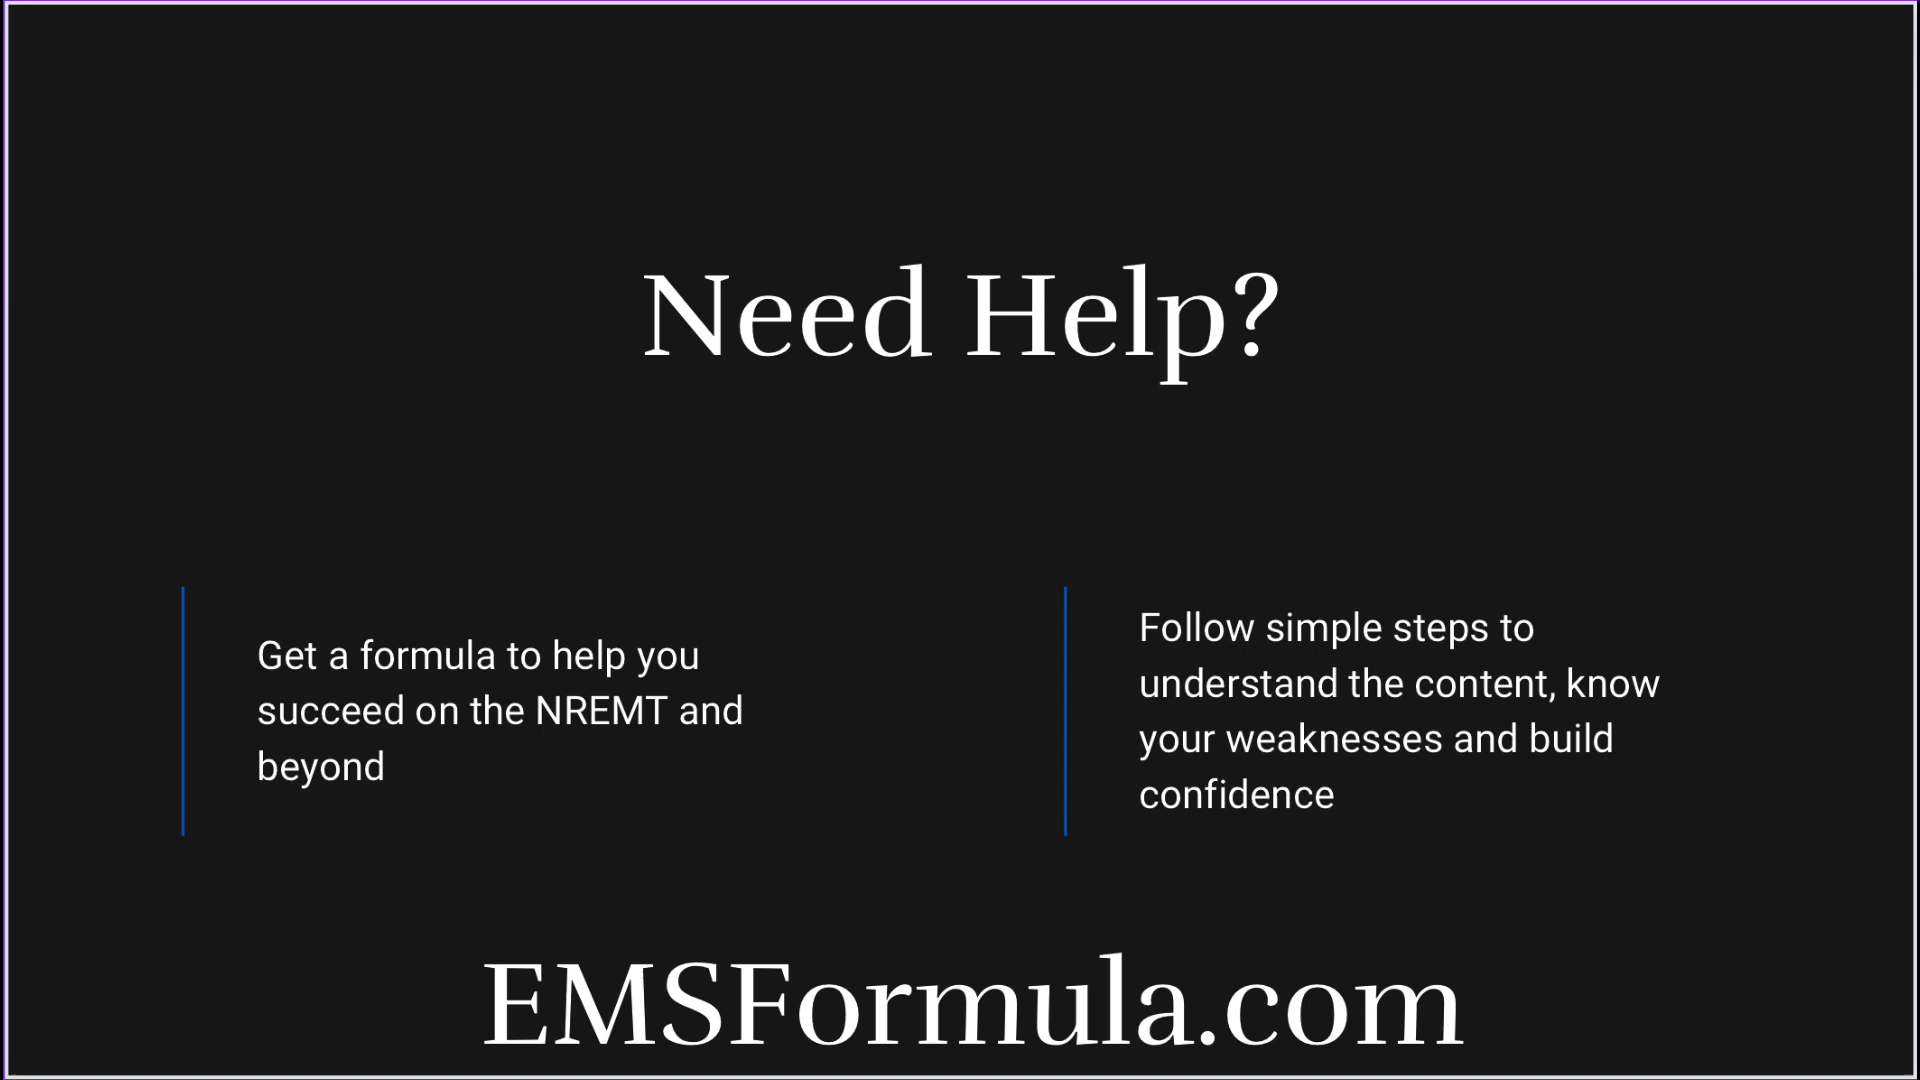 Need Help?
Get a formula to help you
succeed on the NREMT and
beyond
Follow simple steps to
understand the content, know
your weaknesses and build
confidence
EMSFormula.com